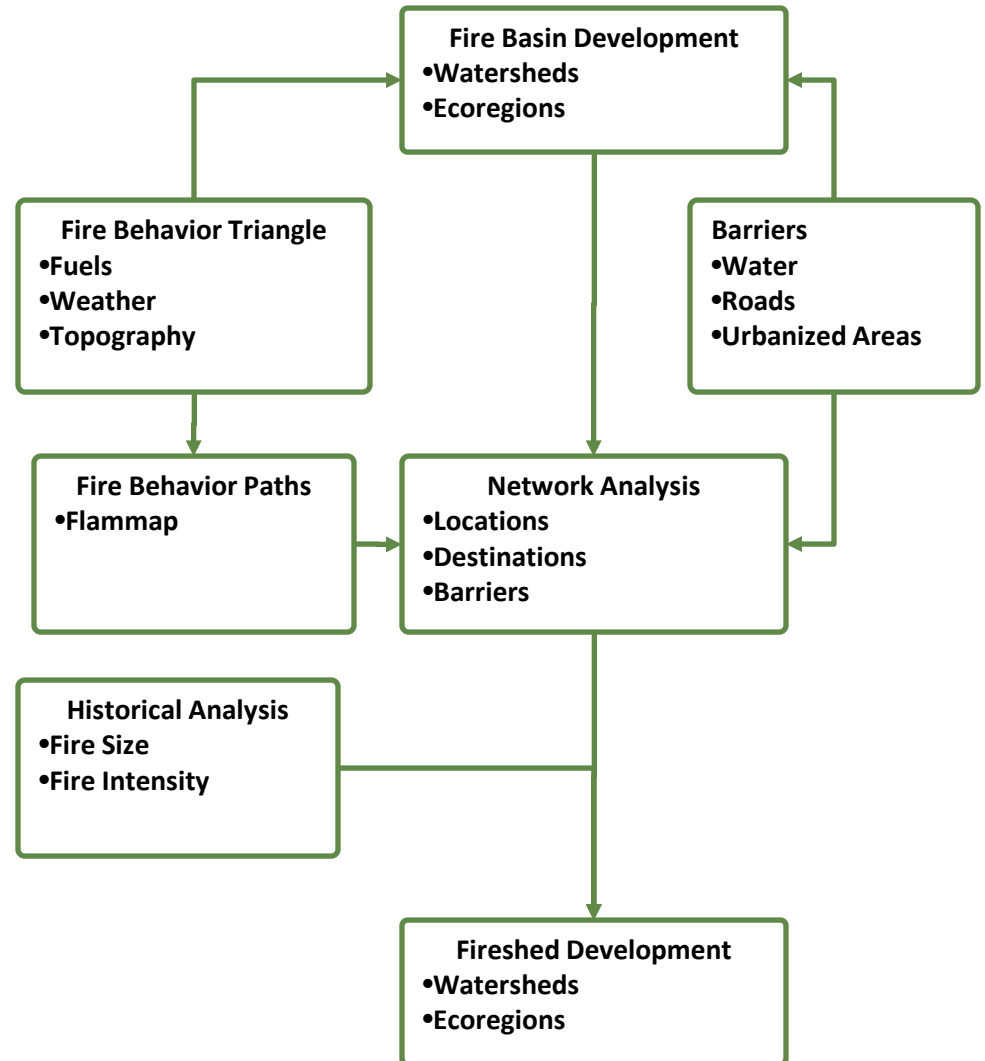 Fire Basin Development
•Watersheds
•Ecoregions
Fire Behavior Triangle
•Fuels
•Weather
•Topography
Barriers
•Water
•Roads
•Urbanized Areas
Fire Behavior Paths
•Flammap
Network Analysis
•Locations
•Destinations
•Barriers
Historical Analysis
•Fire Size
•Fire Intensity
Fireshed Development
•Watersheds
•Ecoregions